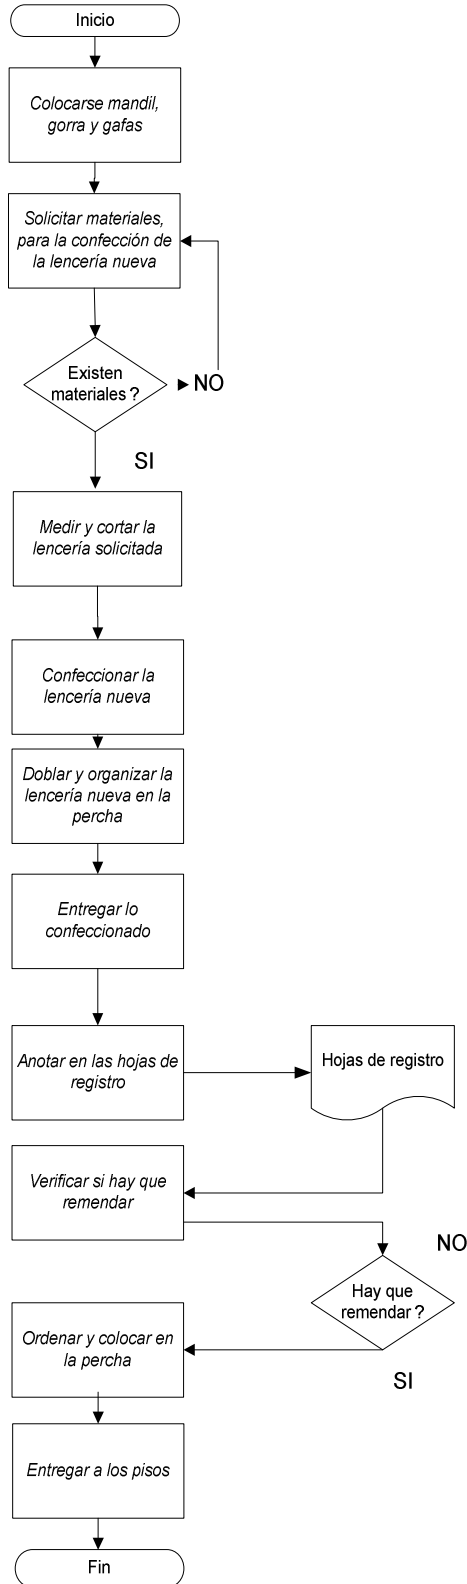 Inicio
Colocarse mandil,
gorra y gafas
Solicitar materiales,
para la confección de
la lencería nueva
Existen
materiales ?
NO
SI
Medir y cortar la
lencería solicitada
Confeccionar la
lencería nueva
Doblar y organizar la
lencería nueva en la
percha
Entregar lo
confeccionado
Anotar en las hojas de
registro
Hojas de registro
Verificar si hay que
remendar
NO
Hay que
remendar ?
Ordenar y colocar en
la percha
SI
Entregar a los pisos
Fin